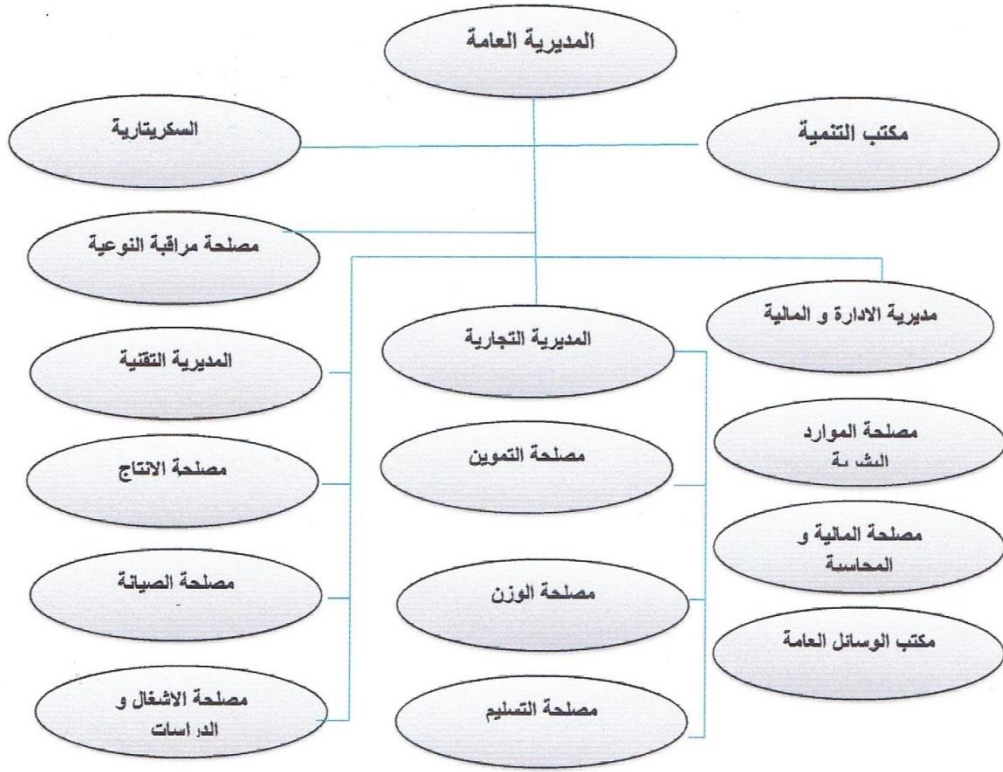 المديرية العامة
السكريتارية
مكتب التنمية
مصلحة مراقبة النوعية
مديرية الادارة و المالية
المديرية التجارية
المديرية التقنية
مصلحة الموارد
البشرية
مصلحة التموين
مصلحة الانتاج
مصلحة المالية و
المحاسبة
مصلحة الصيانة
مصلحة الوزن
مكتب الوسائل العامة
مصلحة الاشغال و
الدراسات
مصلحة التسليم